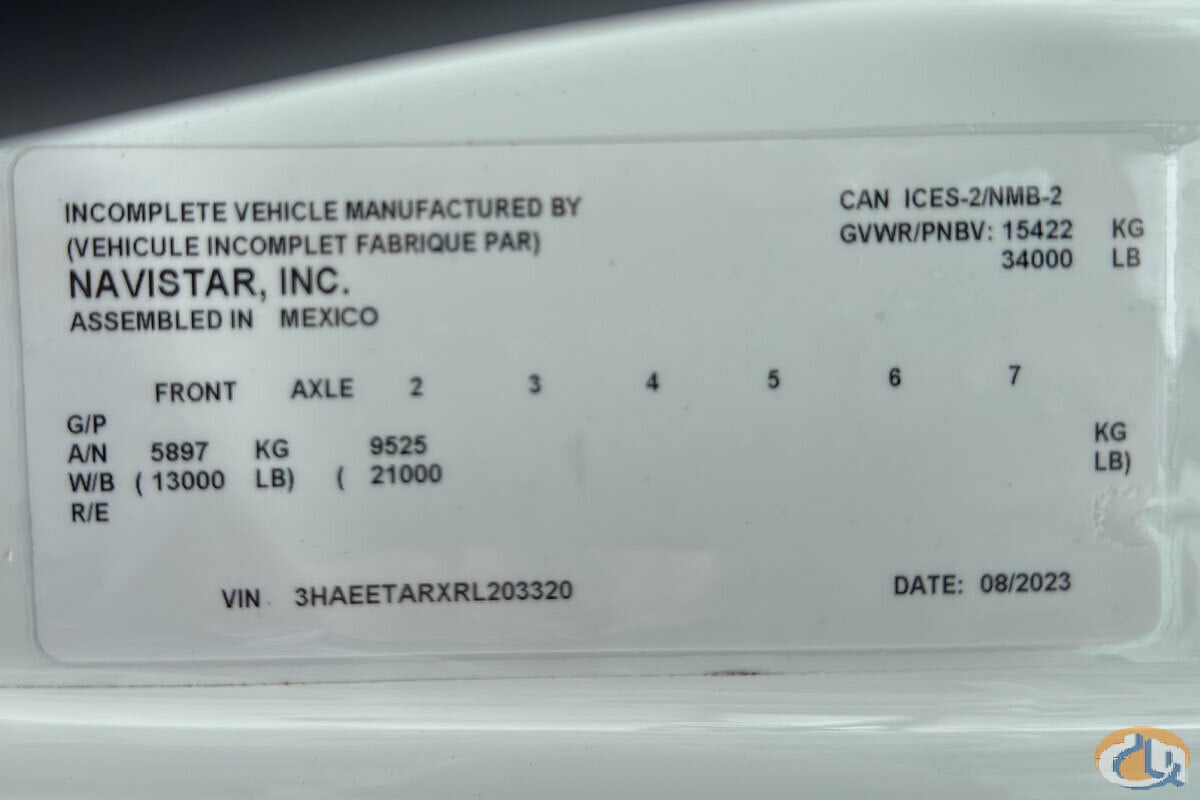 INCOMPLETE VEHICLE MANUFACTURED BY
(VEHICULE INCOMPLET FABRIQUE PAR)
NAVISTAR, INC.
ASSEMBLED IN MEXICO
CAN ICES-2/NMB-2
GVWR/PNBV: 15422 KG
34000 LB
FRONT AXLE 2 3 4 5 6 7
G/P
A/N 5897 KG 9525 KG
W/B ( 13000 LB) ( 21000 LB)
R/E
VIN 3HAEETARXRL203320
DATE: 08/2023